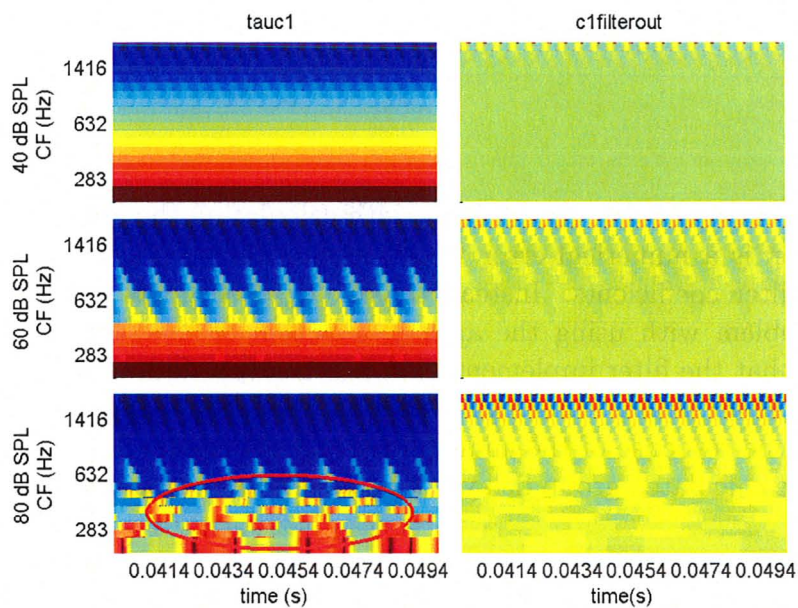 tauc1
c1filterout
40 dB SPL
CF (Hz)
1416
632
283
60 dB SPL
CF (Hz)
1416
632
283
80 dB SPL
CF (Hz)
1416
632
283
0.0414 0.0434 0.0454 0.0474 0.0494
0.0414 0.0434 0.0454 0.0474 0.0494
time (s)
time(s)